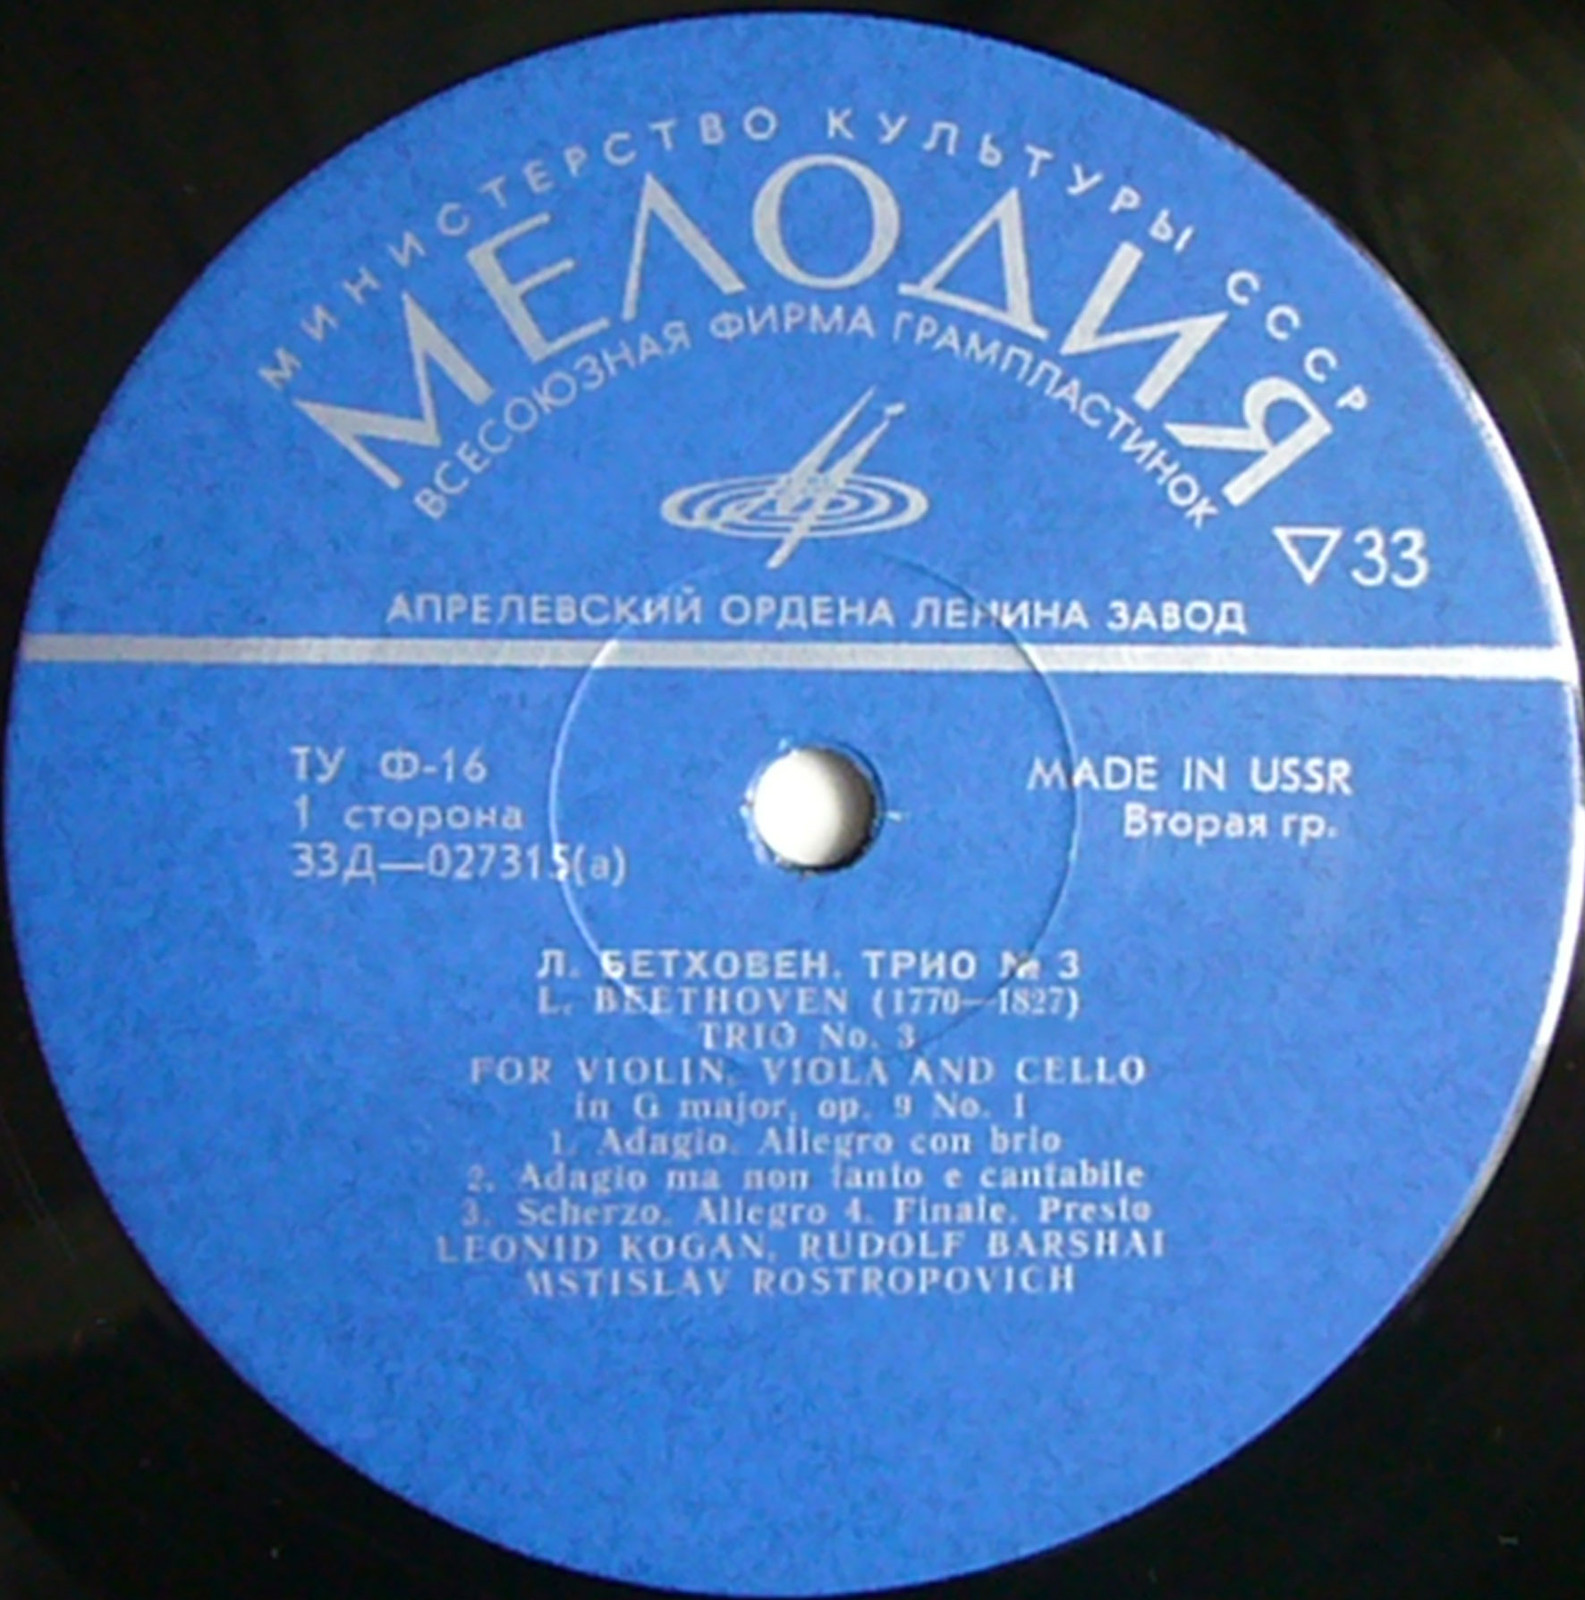 МИНИСТЕРСТВО КУЛЬТУРЫ СССР
МЕЛОДИЯ
ВСЕСОЮЗНАЯ ФИРМА ГРАМПЛАСТИНОК
▽33
АПРЕЛЕВСКИЙ ОРДЕНА ЛЕНИНА ЗАВОД
ТУ Ф-16
1 сторона
33Д—027315(а)
MADE IN USSR
Вторая гр.
Л. БЕТХОВЕН. ТРИО № 3
L. BEETHOVEN (1770—1827)
TRIO No. 3
FOR VIOLIN, VIOLA AND CELLO
in G major, op. 9 No. 1
1. Adagio. Allegro con brio
2. Adagio ma non tanto e cantabile
3. Scherzo. Allegro 4. Finale. Presto
LEONID KOGAN, RUDOLF BARSHAI
MSTISLAV ROSTROPOVICH